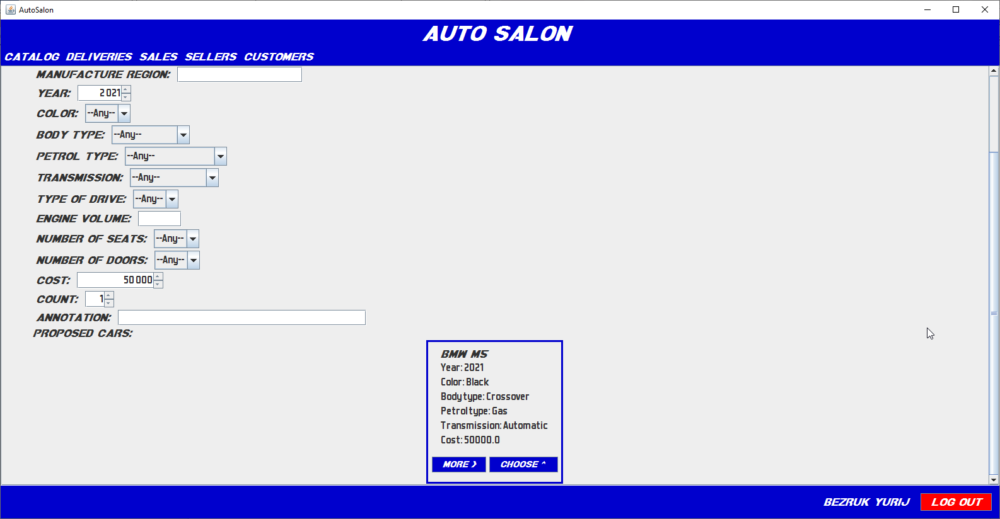 AutoSalon
AUTO SALON
CATALOG DELIVERIES SALES SELLERS CUSTOMERS
MANUFACTURE REGION:
YEAR: 2 021
COLOR: --Any--
BODY TYPE: --Any--
PETROL TYPE: --Any--
TRANSMISSION: --Any--
TYPE OF DRIVE: --Any--
ENGINE VOLUME:
NUMBER OF SEATS: --Any--
NUMBER OF DOORS: --Any--
COST: 50 000
COUNT: 1
ANNOTATION:
PROPOSED CARS:
BMW M5
Year: 2021
Color: Black
Body type: Crossover
Petrol type: Gas
Transmission: Automatic
Cost: 50000.0
MORE > CHOOSE ^
BEZRUK YURIJ LOG OUT